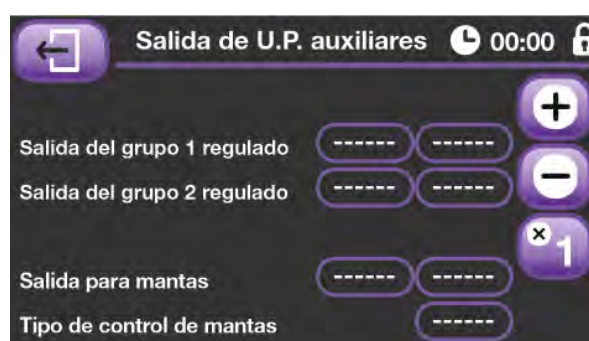 Salida de U.P. auxiliares 00:00
+
Salida del grupo 1 regulado ------ ------
Salida del grupo 2 regulado ------ ------
−
×1
Salida para mantas ------ ------
Tipo de control de mantas ------